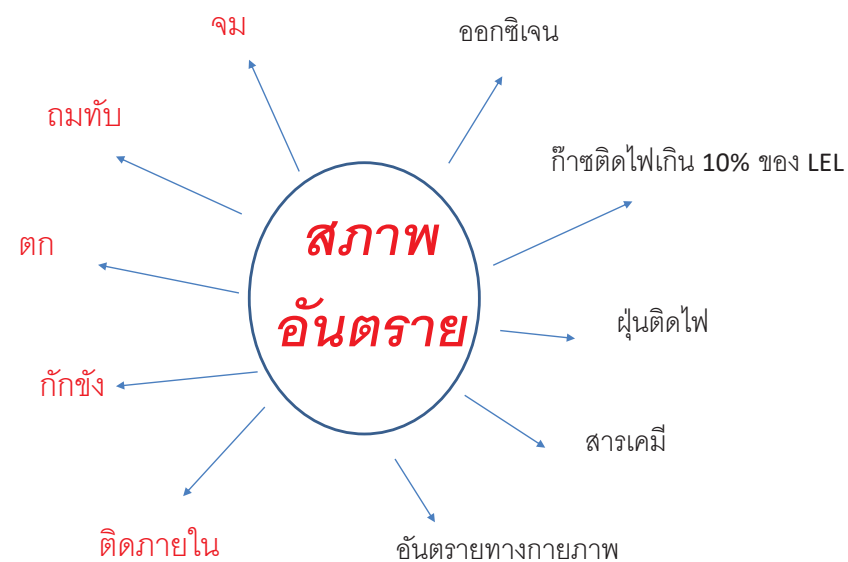 จม
ออกซิเจน
ถมทับ
ก๊าซติดไฟเกิน 10% ของ LEL
สภาพ
ตก
อันตราย
ฝุ่นติดไฟ
กักขัง
สารเคมี
ติดภายใน
อันตรายทางกายภาพ